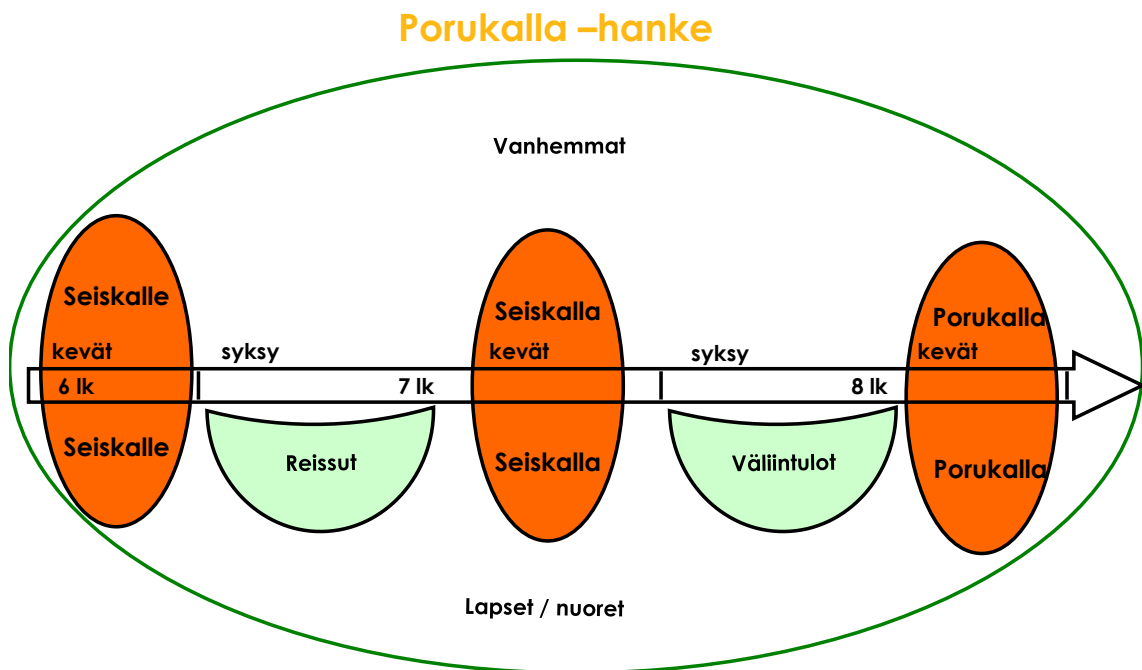 Porukalla –hanke
Vanhemmat
Seiskalle
Seiskalla
Porukalla
kevät
syksy
kevät
syksy
kevät
6 lk
7 lk
8 lk
Seiskalle
Reissut
Seiskalla
Väliintulot
Porukalla
Lapset / nuoret